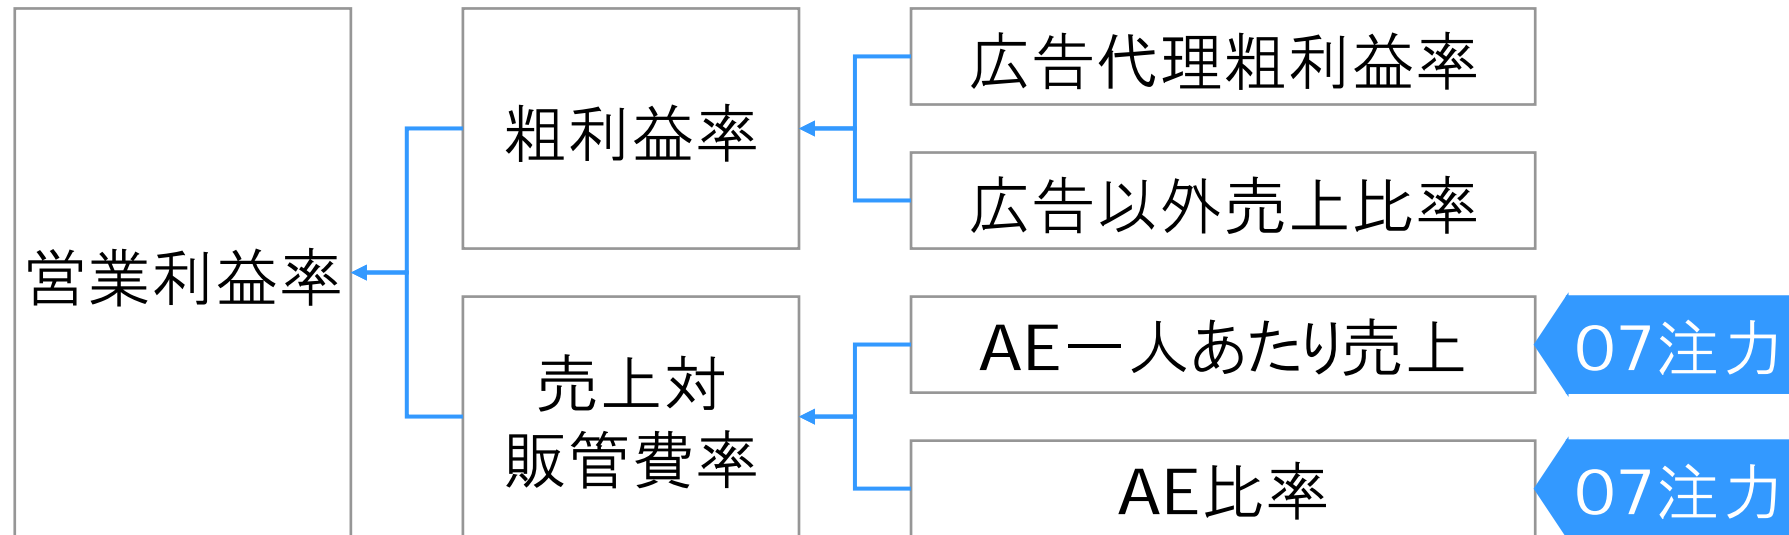 営業利益率
粗利益率
売上対
販管費率
広告代理粗利益率
広告以外売上比率
AE一人あたり売上
AE比率
07注力
07注力